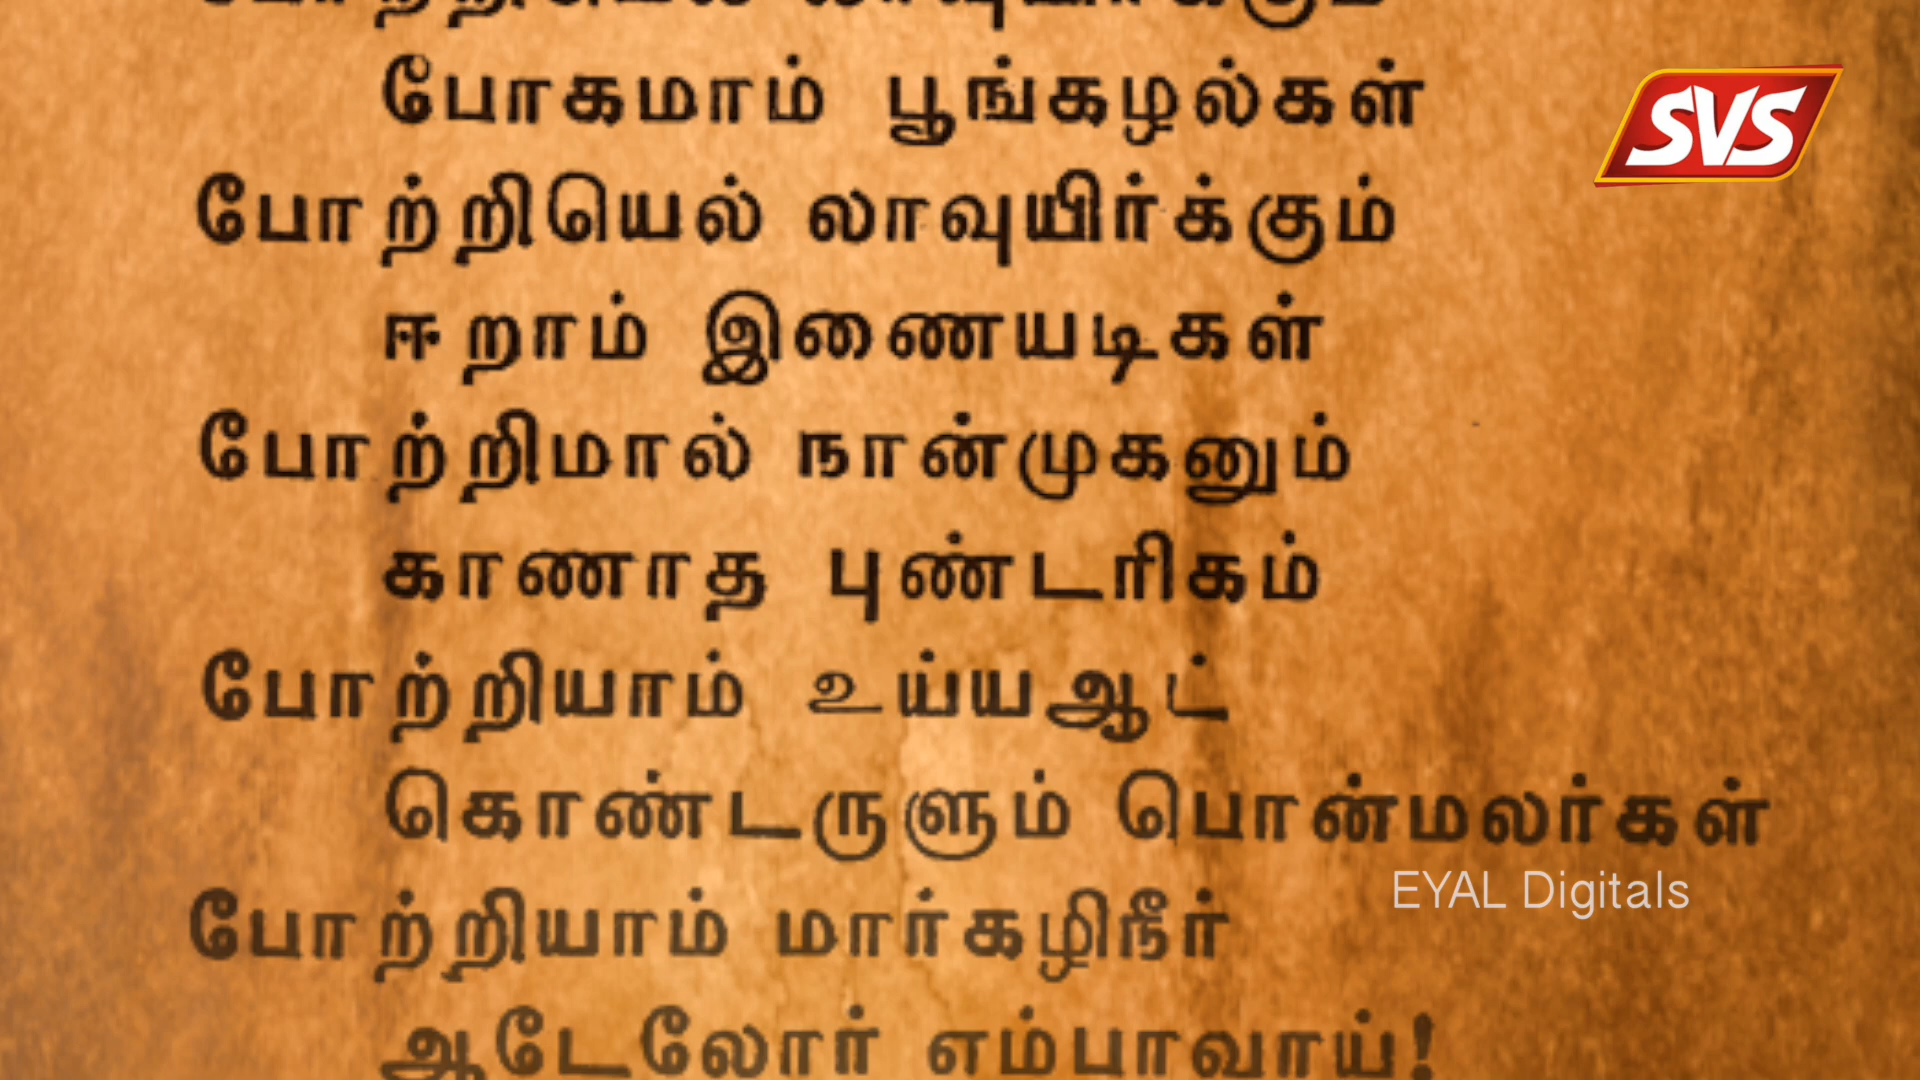 போற்றியெல் லாவுயிர்க்கும்
போகமாம் பூங்கழல்கள்
SVS
போற்றியெல் லாவுயிர்க்கும்
ஈறாம் இணையடிகள்
போற்றிமால் நான்முகனும்
காணாத புண்டரிகம்
போற்றியாம் உய்யஆட்
கொண்டருளும் பொன்மலர்கள்
EYAL Digitals
போற்றியாம் மார்கழிநீர்
ஆடேலோர் எம்பாவாய்!